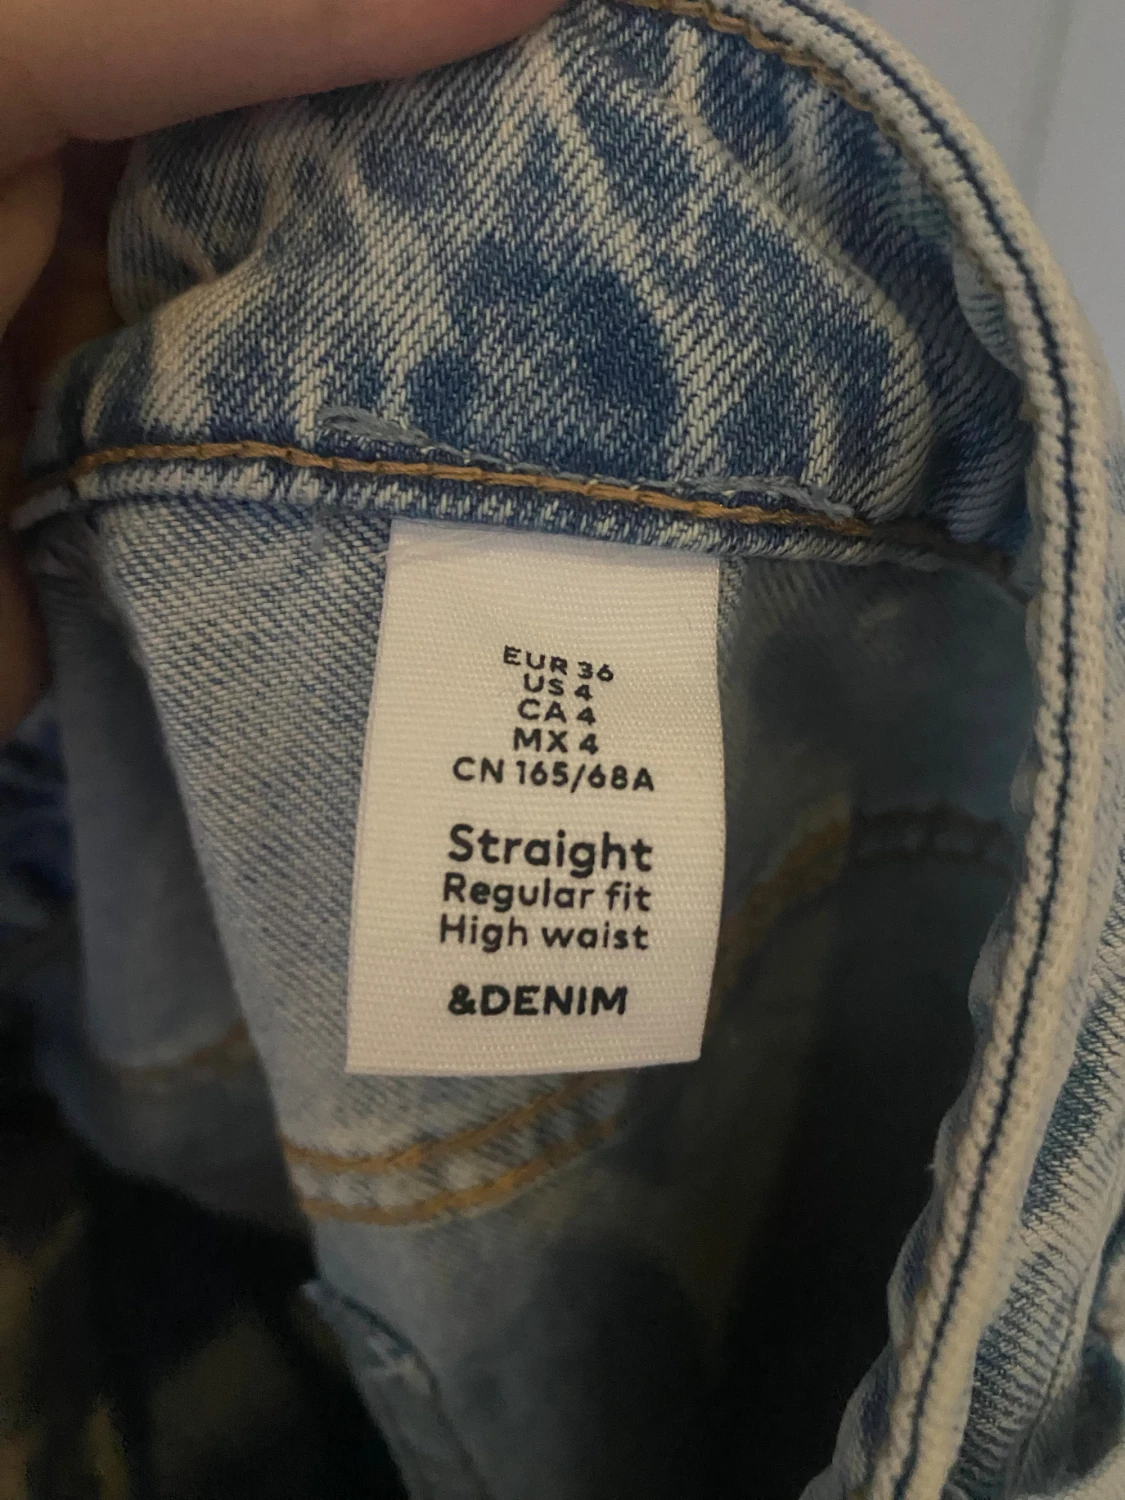 EUR 36
US 4
CA 4
MX 4
CN 165/68A
Straight
Regular fit
High waist
&DENIM